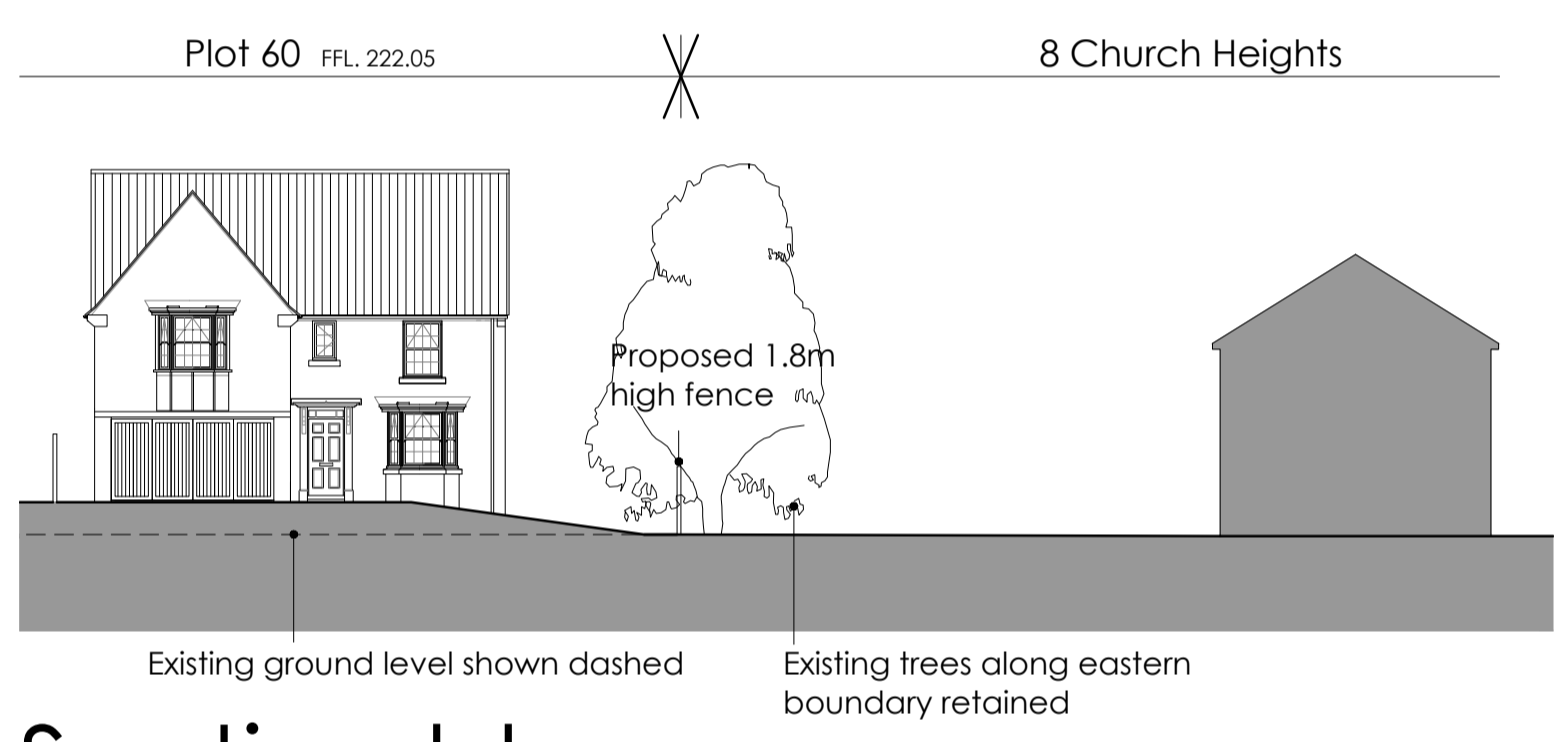 Plot 60 FFL. 222.05
8 Church Heights
Proposed 1.8m
high fence
Existing ground level shown dashed
Existing trees along eastern
boundary retained